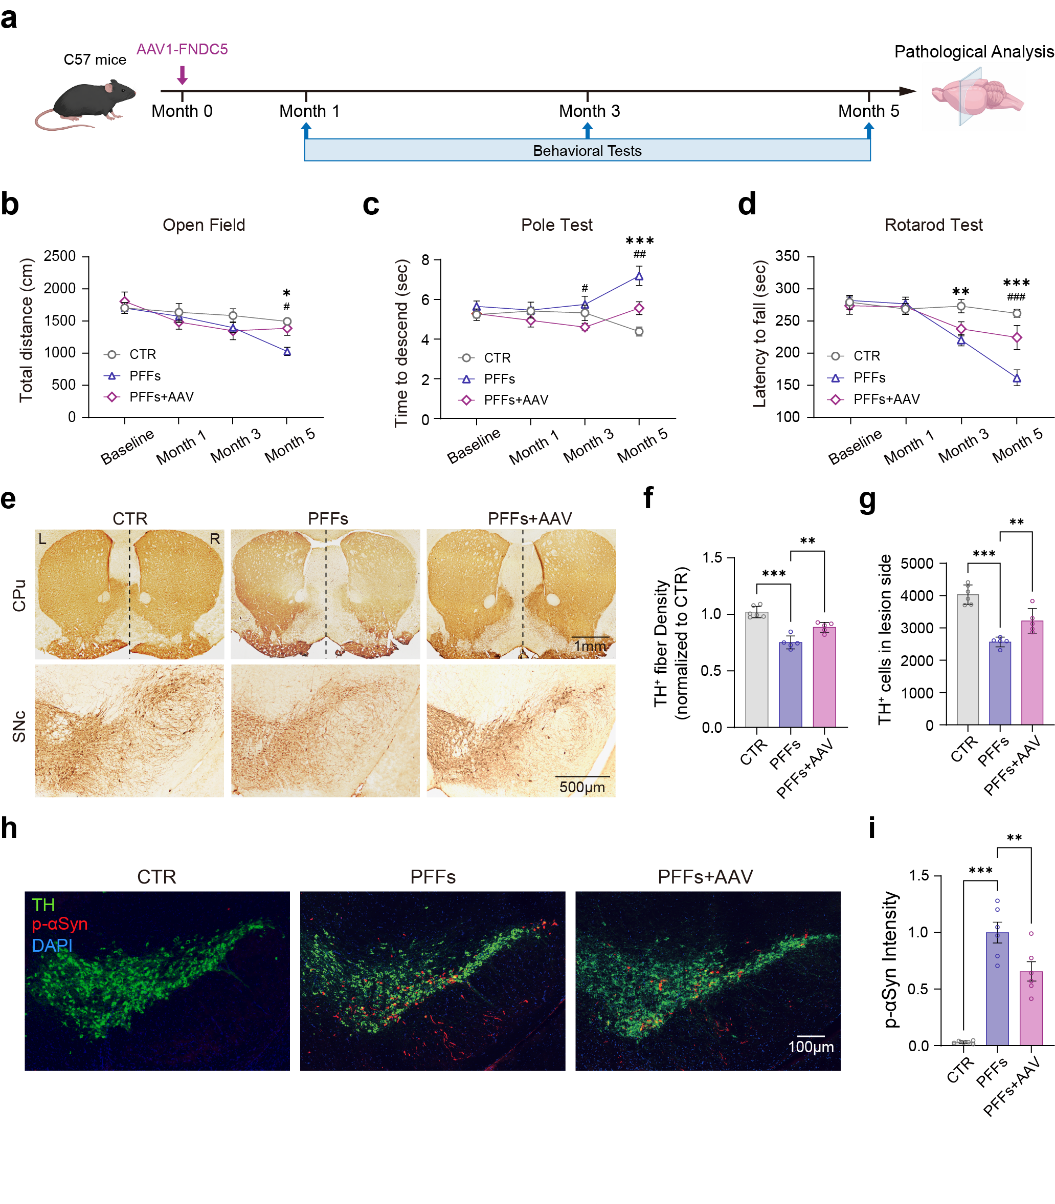 a
C57 mice
AAV1-FNDC5
Pathological Analysis
Month 0
Month 1
Month 3
Month 5
Behavioral Tests
b
Open Field
Total distance (cm)
2500
2000
1500
1000
500
0
*
#
CTR
PFFs
PFFs+AAV
Baseline
Month 1
Month 3
Month 5
c
Pole Test
Time to descend (sec)
8
6
4
2
0
#
***
##
CTR
PFFs
PFFs+AAV
Baseline
Month 1
Month 3
Month 5
d
Rotarod Test
Latency to fall (sec)
350
300
250
200
150
100
**
***
###
CTR
PFFs
PFFs+AAV
Baseline
Month 1
Month 3
Month 5
e
CTR
PFFs
PFFs+AAV
L
R
CPu
1mm
SNc
500μm
f
TH⁺ fiber Density
(normalized to CTR)
1.5
1.0
0.5
0.0
***
**
CTR
PFFs
PFFs+AAV
g
TH⁺ cells in lesion side
5000
4000
3000
2000
1000
0
***
**
CTR
PFFs
PFFs+AAV
h
CTR
PFFs
PFFs+AAV
TH
p-αSyn
DAPI
100μm
i
p-αSyn Intensity
1.5
1.0
0.5
0.0
***
**
CTR
PFFs
PFFs+AAV